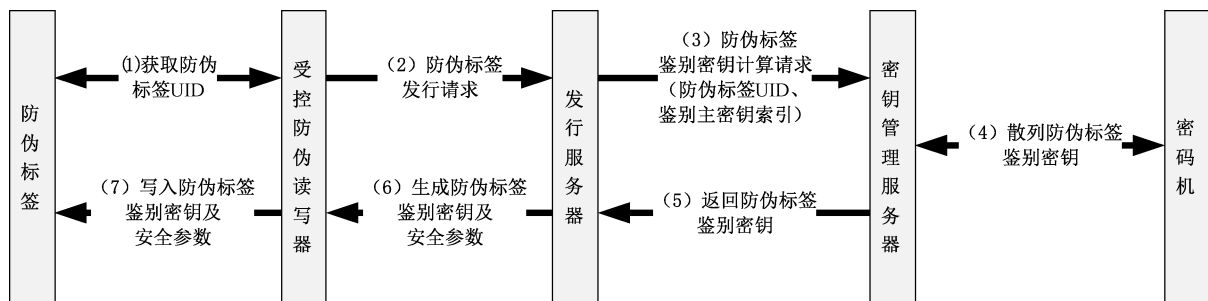 防伪标签
(1)获取防伪
标签UID
(7）写入防伪标签
鉴别密钥及
安全参数
受控防伪读写器
（2）防伪标签
发行请求
（6）生成防伪标签
鉴别密钥及
安全参数
发行服务器
（3）防伪标签
鉴别密钥计算请求
（防伪标签UID、
鉴别主密钥索引）
（5）返回防伪标签
鉴别密钥
密钥管理服务器
（4）散列防伪标签
鉴别密钥
密码机